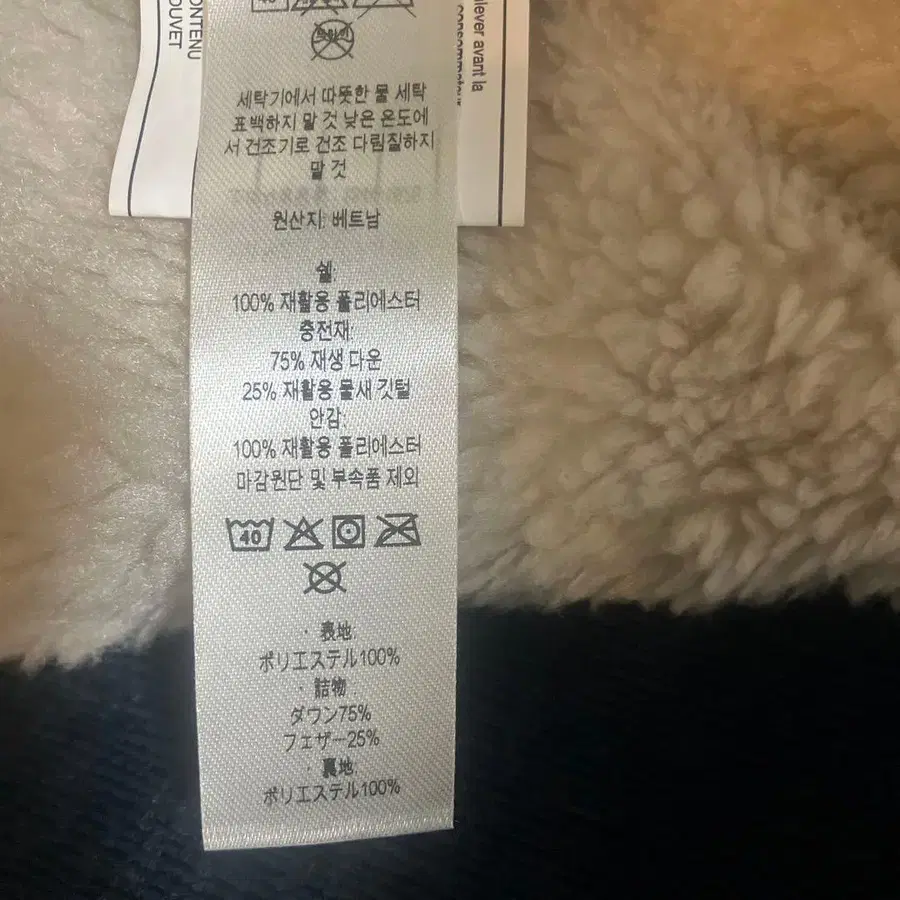 ONTENU
OUVET
nlever avant la
consommateur
세탁기에서 따뜻한 물 세탁
표백하지 말 것 낮은 온도에
서 건조기로 건조 다림질하지
말 것
원산지: 베트남
쉘:
100% 재활용 폴리에스터
충전재:
75% 재생 다운
25% 재활용 물새 깃털
안감:
100% 재활용 폴리에스터
마감원단 및 부속품 제외
40
· 表地:
ポリエステル100%
· 詰物:
ダウン75%
フェザー25%
· 裏地:
ポリエステル100%